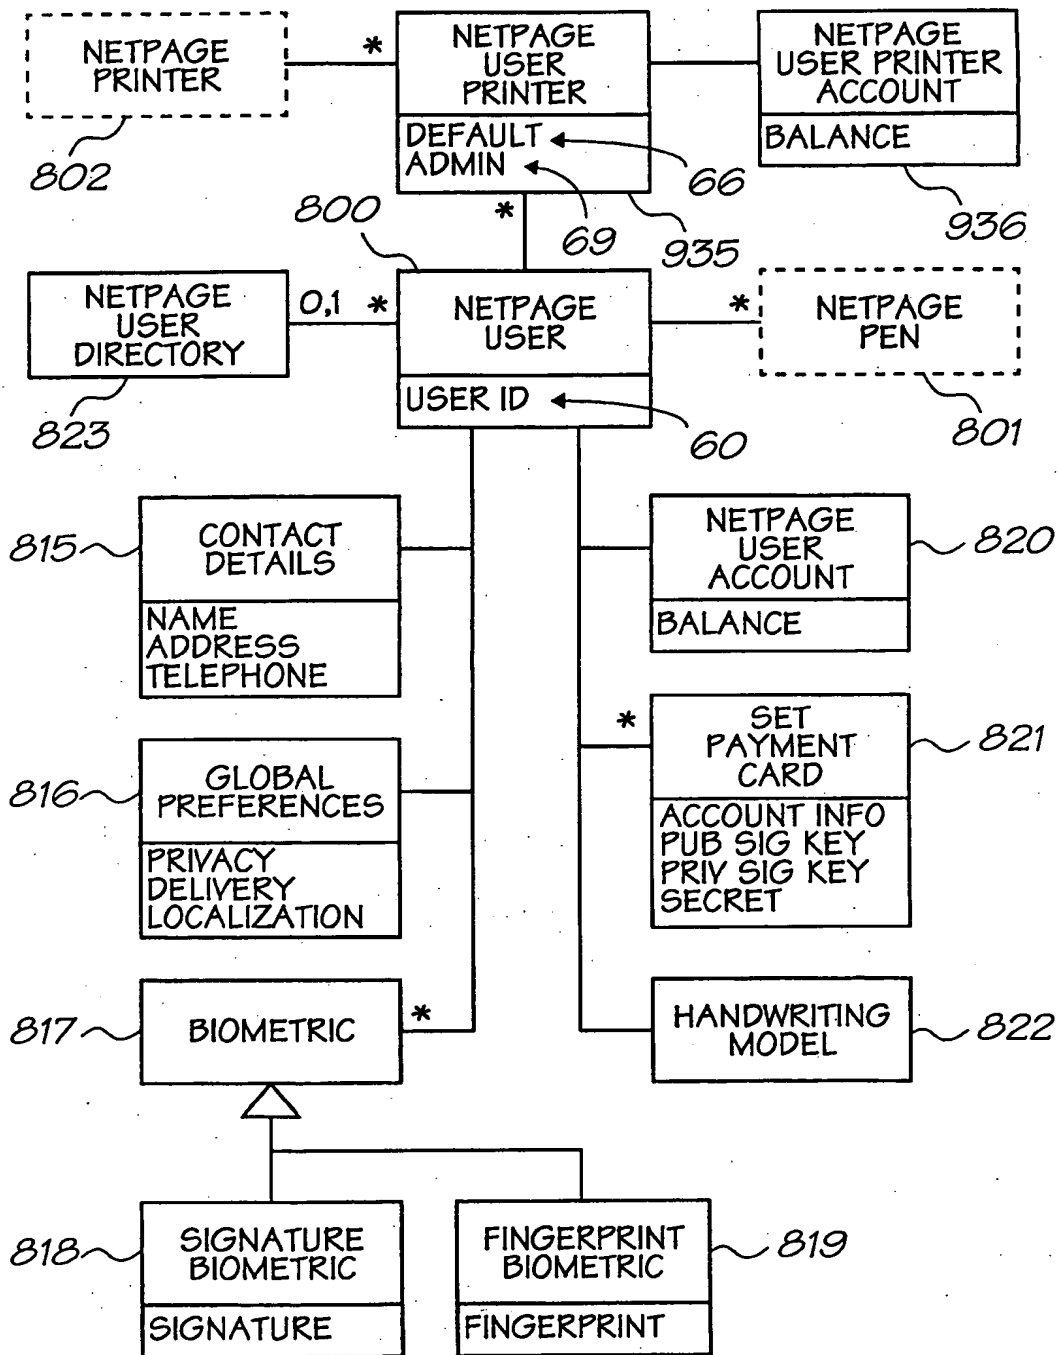 NETPAGE
PRINTER
802
*
NETPAGE
USER
PRINTER
DEFAULT
ADMIN
66
69
935
NETPAGE
USER PRINTER
ACCOUNT
BALANCE
936
*
800
NETPAGE
USER
DIRECTORY
823
0,1
*
NETPAGE
USER
USER ID
60
*
NETPAGE
PEN
801
815
CONTACT
DETAILS
NAME
ADDRESS
TELEPHONE
NETPAGE
USER
ACCOUNT
BALANCE
820
816
GLOBAL
PREFERENCES
PRIVACY
DELIVERY
LOCALIZATION
*
SET
PAYMENT
CARD
ACCOUNT INFO
PUB SIG KEY
PRIV SIG KEY
SECRET
821
817
BIOMETRIC
*
HANDWRITING
MODEL
822
818
SIGNATURE
BIOMETRIC
SIGNATURE
FINGERPRINT
BIOMETRIC
FINGERPRINT
819